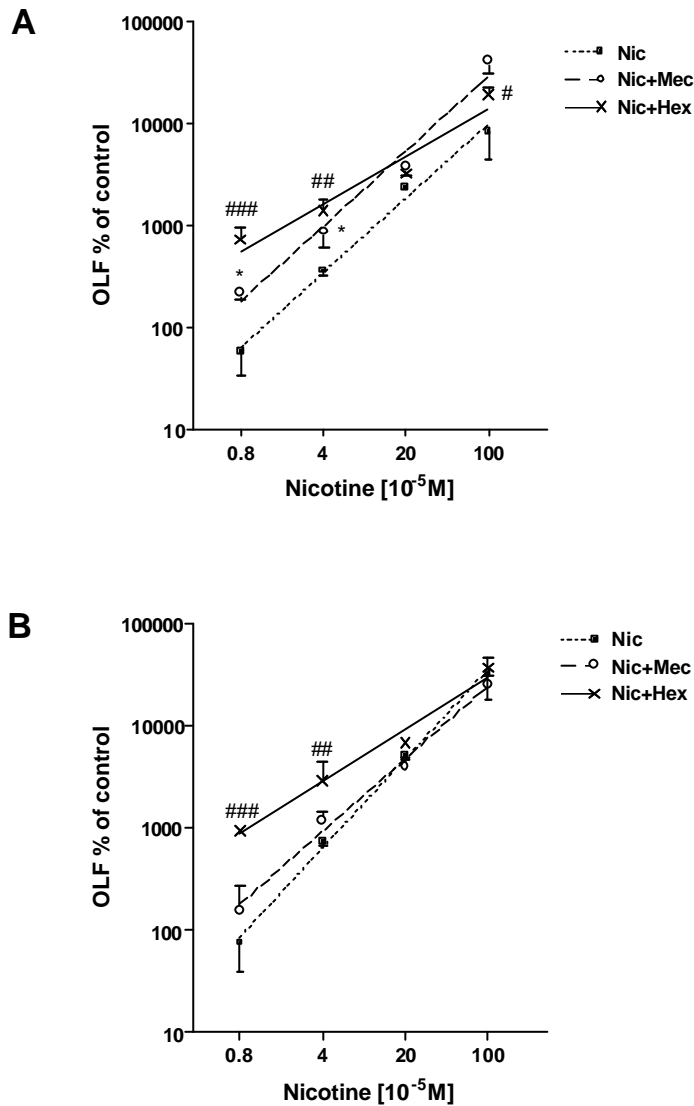 A
100000
10000
1000
100
10
OLF % of control
###
*
##
*
#
0.8
4
20
100
Nicotine [10⁻⁵M]
Nic
Nic+Mec
Nic+Hex
B
100000
10000
1000
100
10
OLF % of control
###
##
0.8
4
20
100
Nicotine [10⁻⁵M]
Nic
Nic+Mec
Nic+Hex